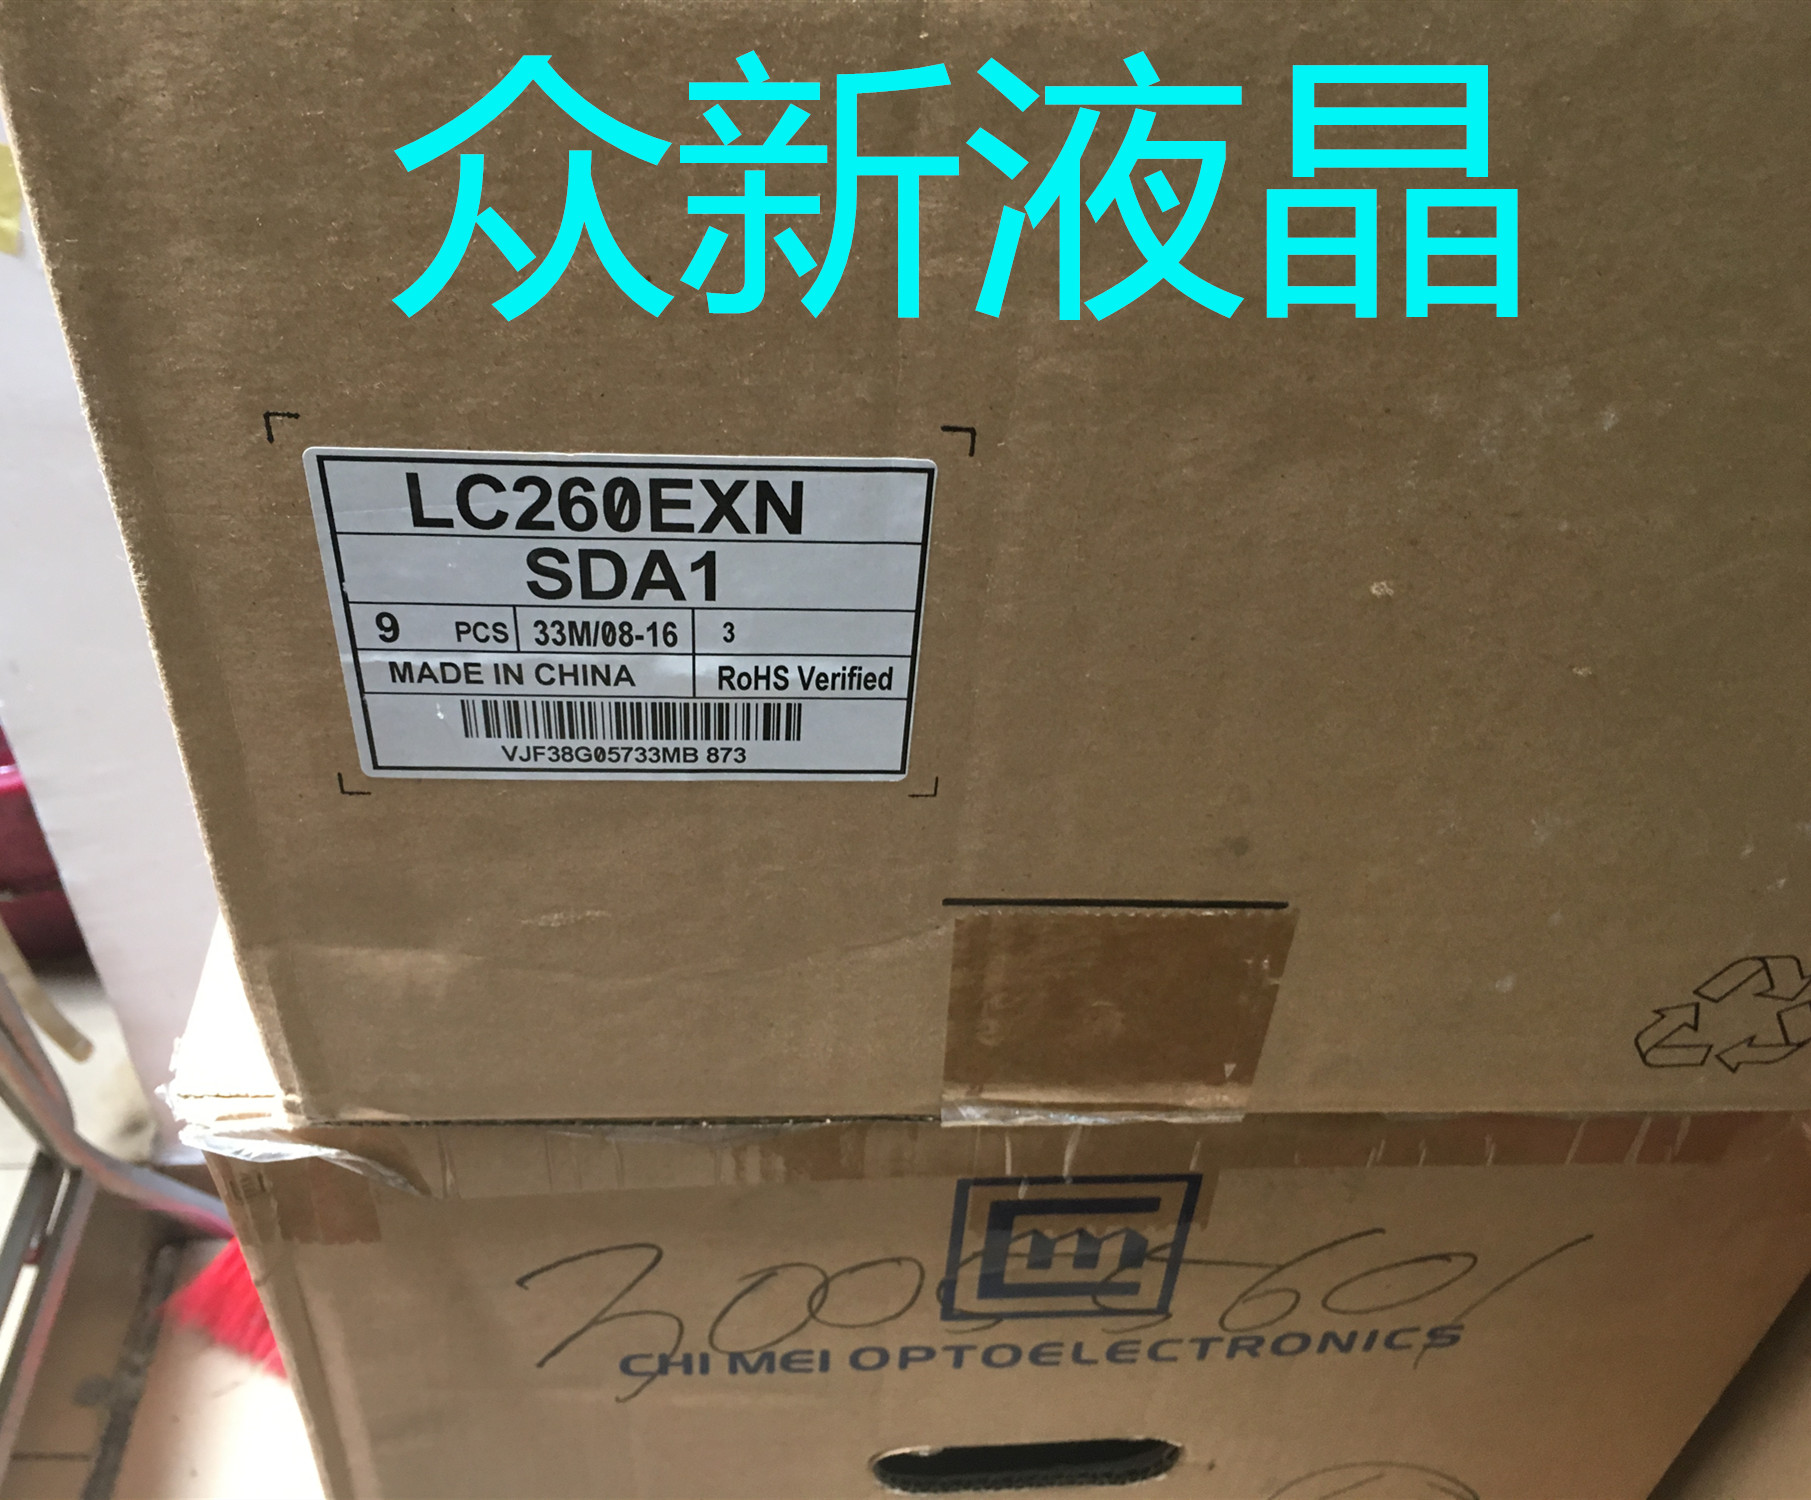 众新液晶
LC260EXN
SDA1
9 PCS 33M/08-16 3
MADE IN CHINA RoHS Verified
VJF38G05733MB 873
CHI MEI OPTOELECTRONICS